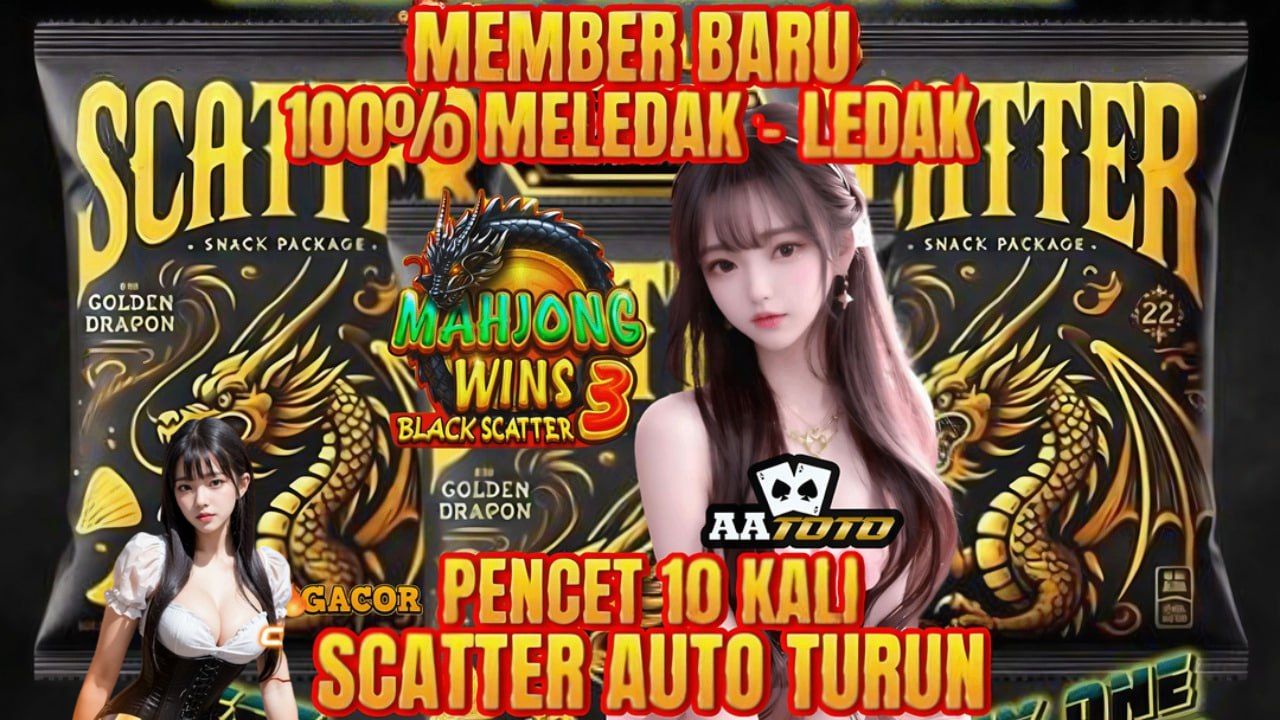 MEMBER BARU
100% MELEDAK - LEDAK
SCATTER
SNACK PACKAGE
GOLDEN
DRAPON
MAHJONG
WINS 3
BLACK SCATTER
ATTER
SNACK PACKAGE
22
GOLDEN
DRAPON
AATOTO
GACOR
PENCET 10 KALI
SCATTER AUTO TURUN